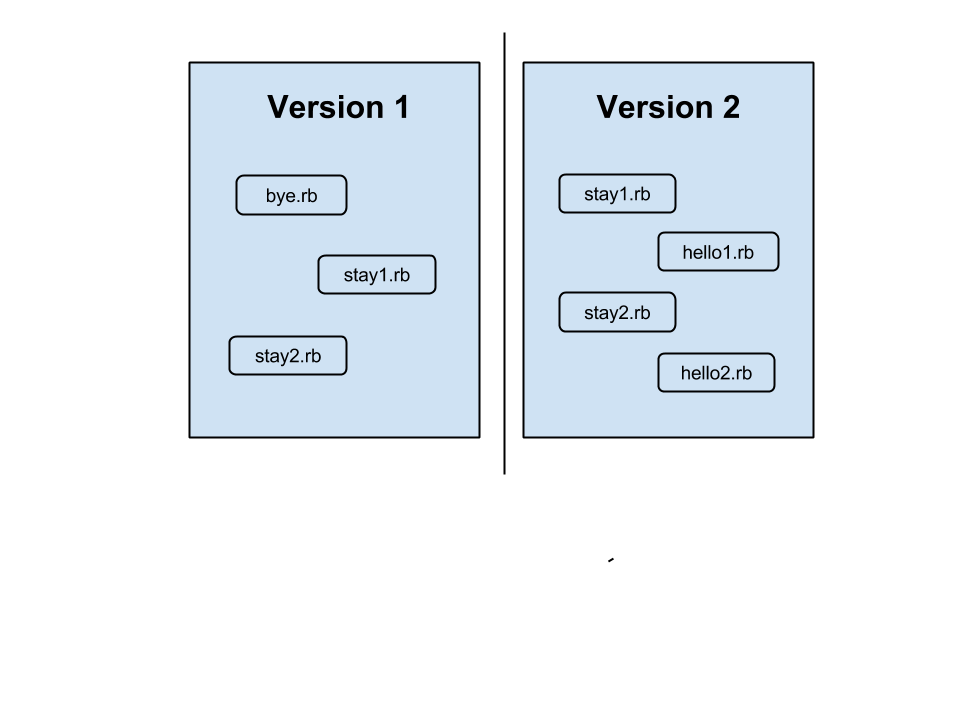 Version 1
bye.rb
stay1.rb
stay2.rb
Version 2
stay1.rb
hello1.rb
stay2.rb
hello2.rb